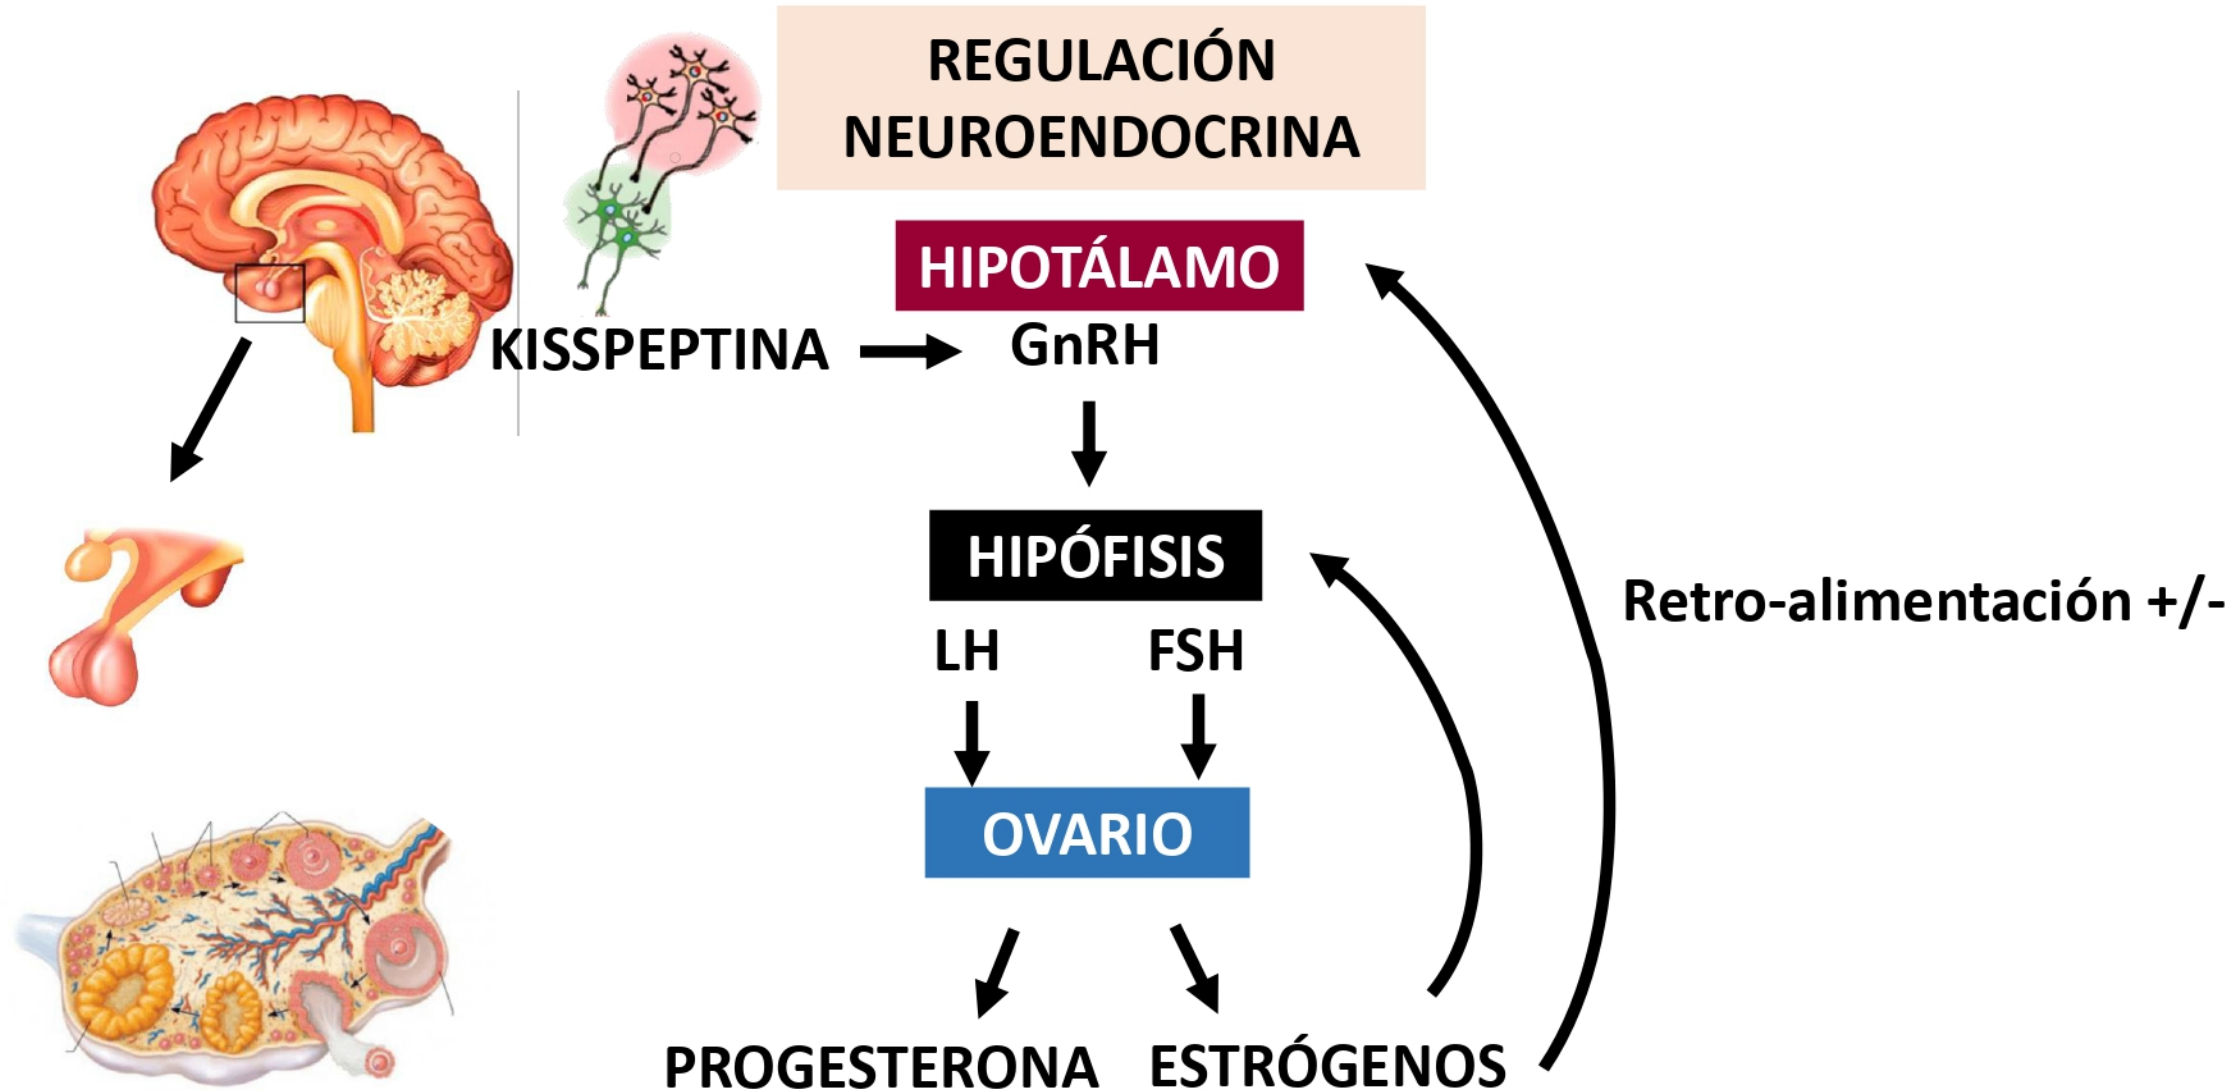 REGULACIÓN
NEUROENDOCRINA
HIPOTÁLAMO
KISSPEPTINA
GnRH
HIPÓFISIS
Retro-alimentación +/-
LH
FSH
OVARIO
PROGESTERONA
ESTRÓGENOS